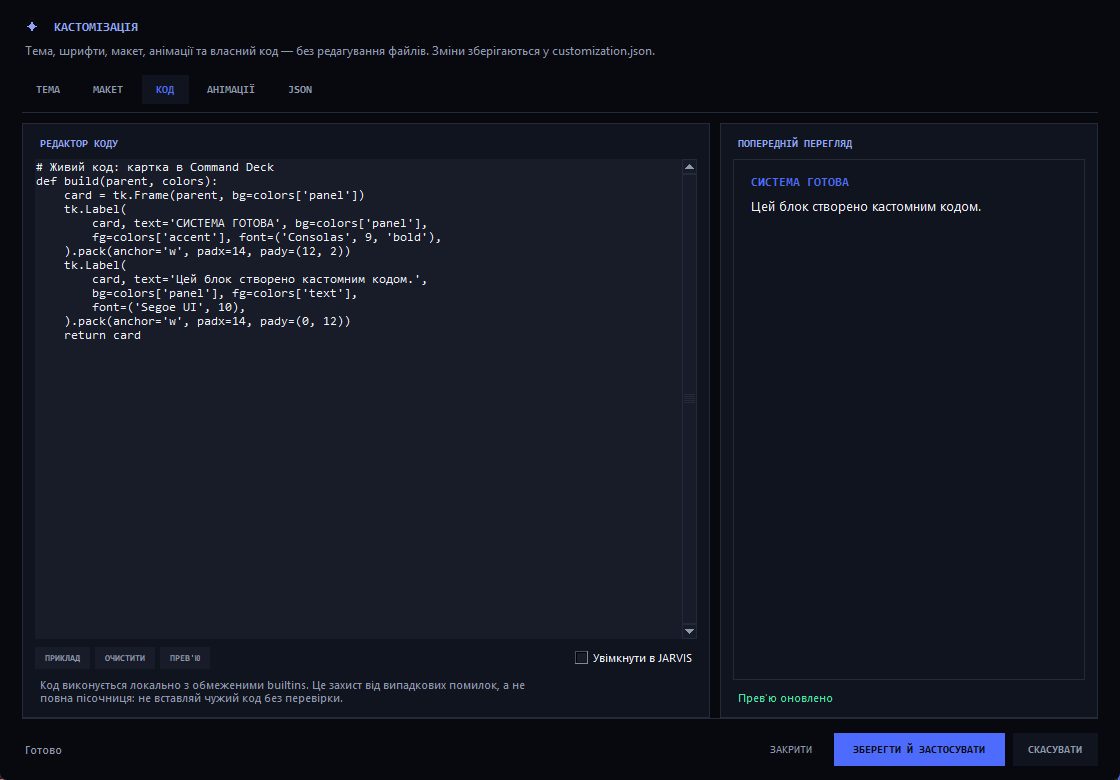 ✦ КАСТОМІЗАЦІЯ
Тема, шрифти, макет, анімації та власний код — без редагування файлів. Зміни зберігаються у customization.json.
ТЕМА МАКЕТ КОД АНІМАЦІЇ JSON
РЕДАКТОР КОДУ
# Живий код: картка в Command Deck
def build(parent, colors):
    card = tk.Frame(parent, bg=colors['panel'])
    tk.Label(
        card, text='СИСТЕМА ГОТОВА', bg=colors['panel'],
        fg=colors['accent'], font=('Consolas', 9, 'bold'),
    ).pack(anchor='w', padx=14, pady=(12, 2))
    tk.Label(
        card, text='Цей блок створено кастомним кодом.',
        bg=colors['panel'], fg=colors['text'],
        font=('Segoe UI', 10),
    ).pack(anchor='w', padx=14, pady=(0, 12))
    return card
ПРИКЛАД ОЧИСТИТИ ПРЕВ'Ю
Увімкнути в JARVIS
Код виконується локально з обмеженими builtins. Це захист від випадкових помилок, а не
повна пісочниця: не вставляй чужий код без перевірки.
ПОПЕРЕДНІЙ ПЕРЕГЛЯД
СИСТЕМА ГОТОВА
Цей блок створено кастомним кодом.
Прев'ю оновлено
Готово
ЗАКРИТИ ЗБЕРЕГТИ Й ЗАСТОСУВАТИ СКАСУВАТИ